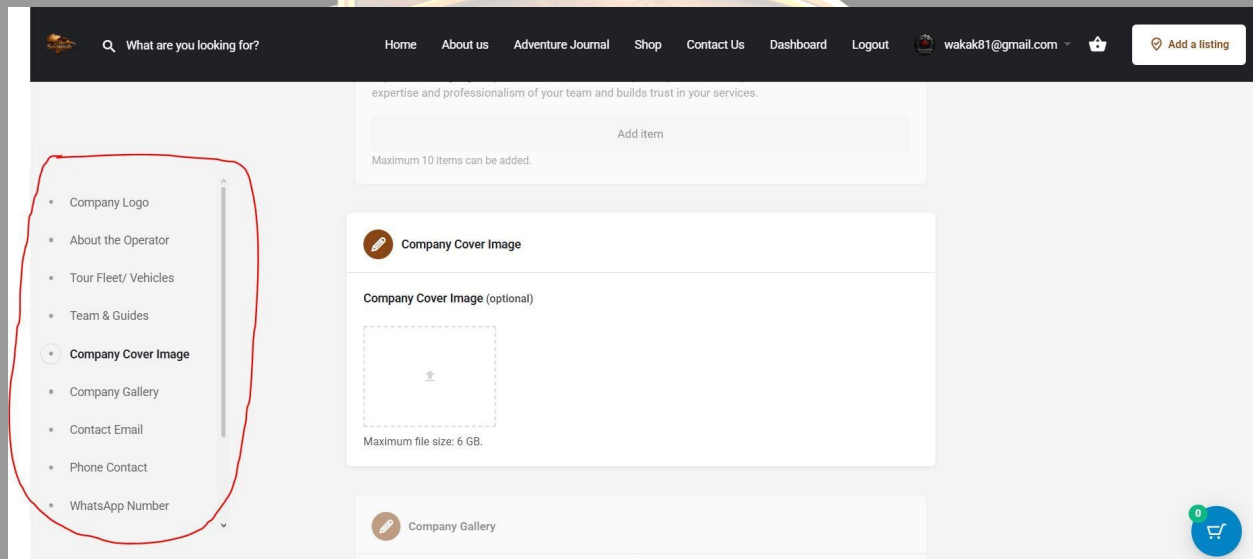 What are you looking for?
Home
About us
Adventure Journal
Shop
Contact Us
Dashboard
Logout
wakak81@gmail.com
Add a listing
expertise and professionalism of your team and builds trust in your services.
Add item
Maximum 10 items can be added.
Company Logo
About the Operator
Tour Fleet/ Vehicles
Team & Guides
Company Cover Image
Company Gallery
Contact Email
Phone Contact
WhatsApp Number
Company Cover Image
Company Cover Image (optional)
Maximum file size: 6 GB.
Company Gallery
0